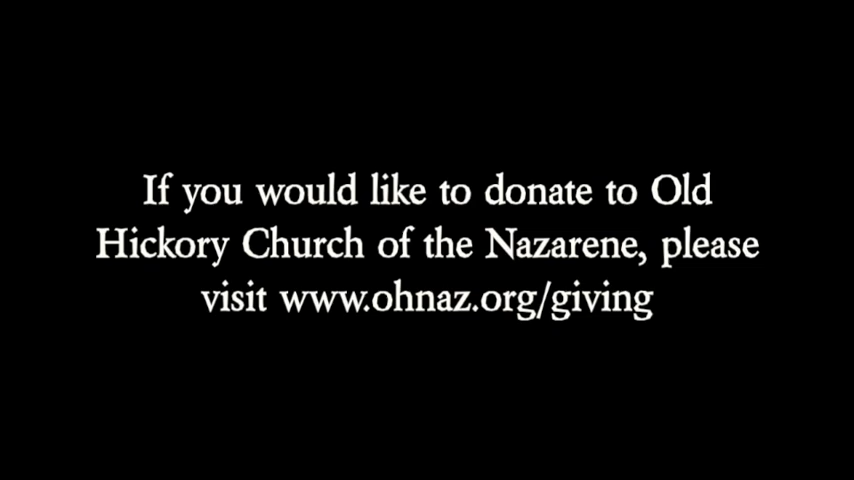 If you would like to donate to Old
Hickory Church of the Nazarene, please
visit www.ohnaz.org/giving